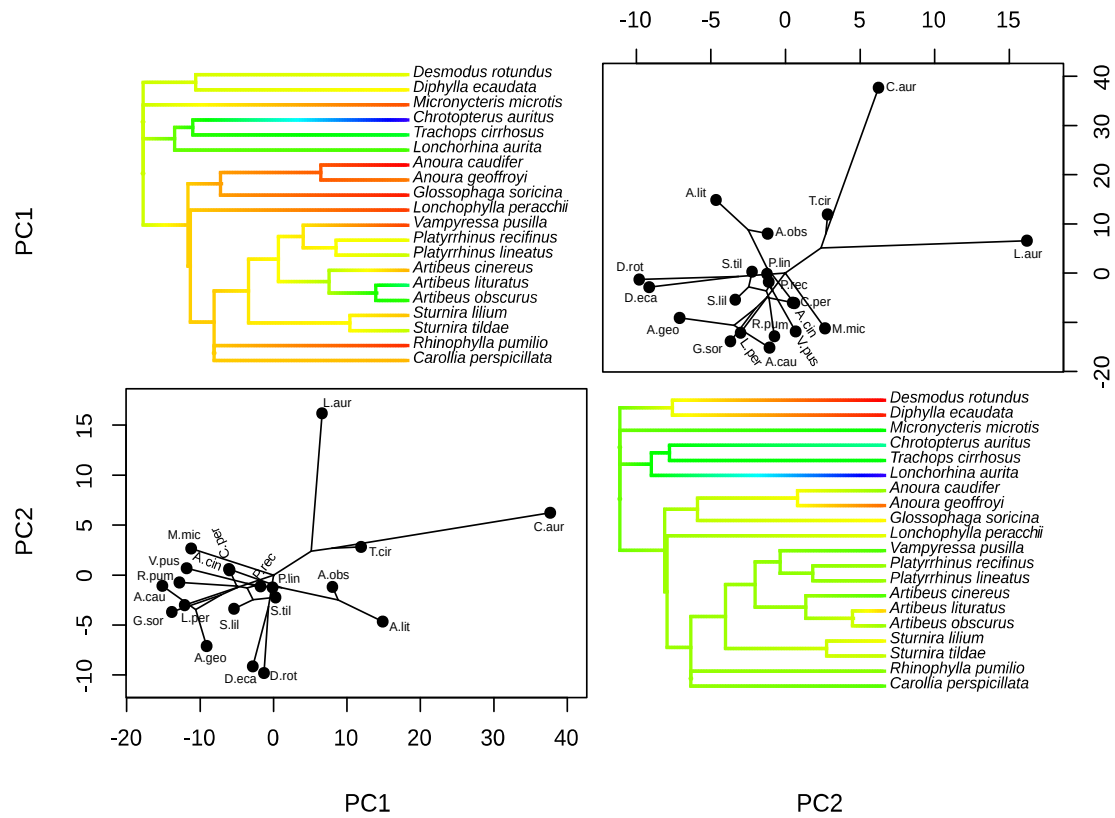 -10 -5 0 5 10 15
PC1
Desmodus rotundus
Diphylla ecaudata
Micronycteris microtis
Chrotopterus auritus
Trachops cirrhosus
Lonchorhina aurita
Anoura caudifer
Anoura geoffroyi
Glossophaga soricina
Lonchophylla peracchii
Vampyressa pusilla
Platyrrhinus recifinus
Platyrrhinus lineatus
Artibeus cinereus
Artibeus lituratus
Artibeus obscurus
Sturnira lilium
Sturnira tildae
Rhinophylla pumilio
Carollia perspicillata
C.aur
A.lit
T.cir
A.obs
L.aur
S.til
P.lin
D.rot
P.rec
D.eca
S.lil
C.per
A.cin
A.geo
R.pum
M.mic
G.sor
L.per
A.cau
V.pus
40
30
20
10
0
-20
PC2
15
10
5
0
-5
-10
L.aur
C.aur
M.mic
C.per
T.cir
V.pus
A.cin
P.rec
R.pum
P.lin
A.obs
A.cau
G.sor
L.per
S.lil
S.til
A.lit
A.geo
D.eca
D.rot
-20 -10 0 10 20 30 40
PC1
Desmodus rotundus
Diphylla ecaudata
Micronycteris microtis
Chrotopterus auritus
Trachops cirrhosus
Lonchorhina aurita
Anoura caudifer
Anoura geoffroyi
Glossophaga soricina
Lonchophylla peracchii
Vampyressa pusilla
Platyrrhinus recifinus
Platyrrhinus lineatus
Artibeus cinereus
Artibeus lituratus
Artibeus obscurus
Sturnira lilium
Sturnira tildae
Rhinophylla pumilio
Carollia perspicillata
PC2